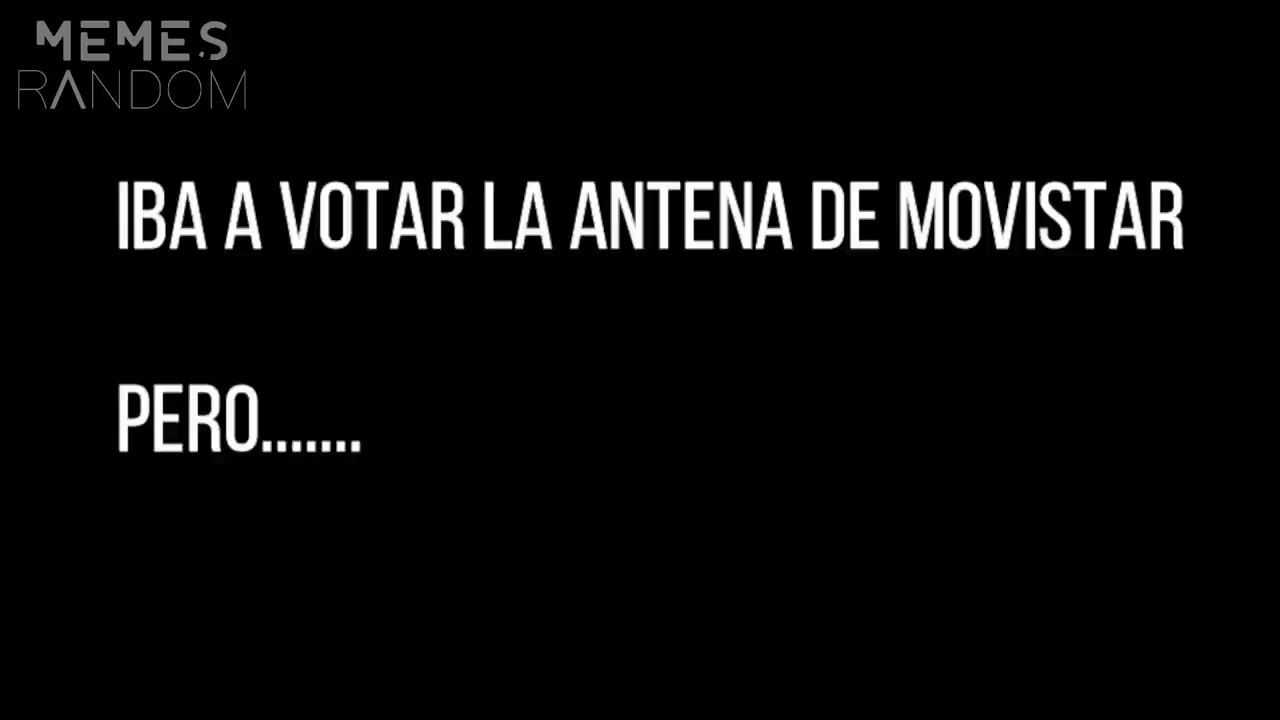 MEMES
RANDOM
IBA A VOTAR LA ANTENA DE MOVISTAR
PERO.......